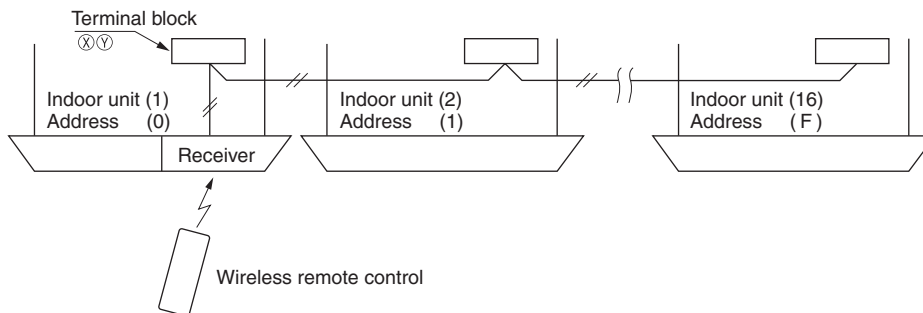 Terminal block
Ⓧ Ⓨ
Indoor unit (1)
Address (0)
Indoor unit (2)
Address (1)
Indoor unit (16)
Address ( F )
Receiver
Wireless remote control